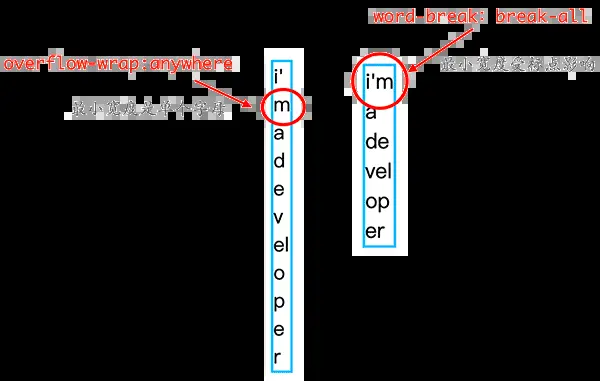 overflow-wrap:anywhere
最小宽度是单个字母
i'
m
a
d
e
v
el
o
p
e
r
word-break: break-all
最小宽度受标点影响
i'm
a
de
vel
op
er